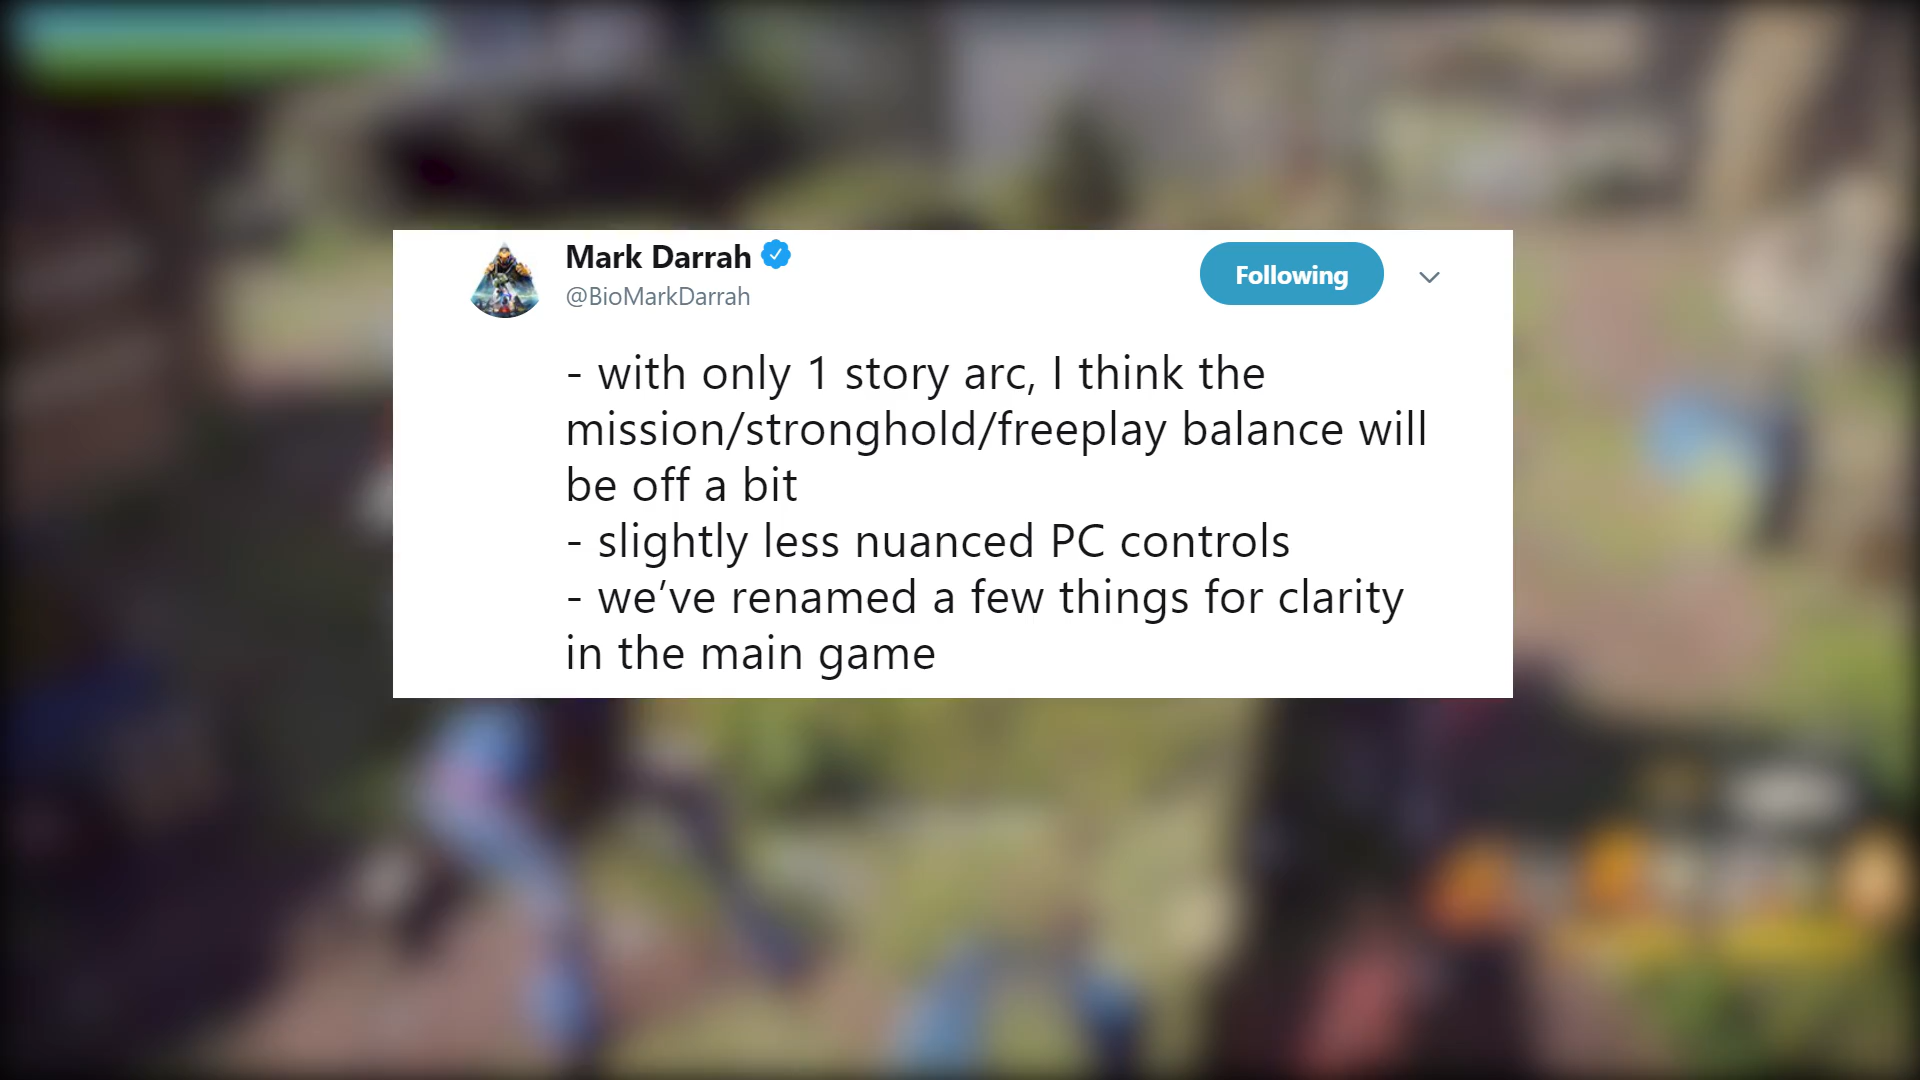 Mark Darrah
@BioMarkDarrah
Following
- with only 1 story arc, I think the
mission/stronghold/freeplay balance will
be off a bit
- slightly less nuanced PC controls
- we’ve renamed a few things for clarity
in the main game